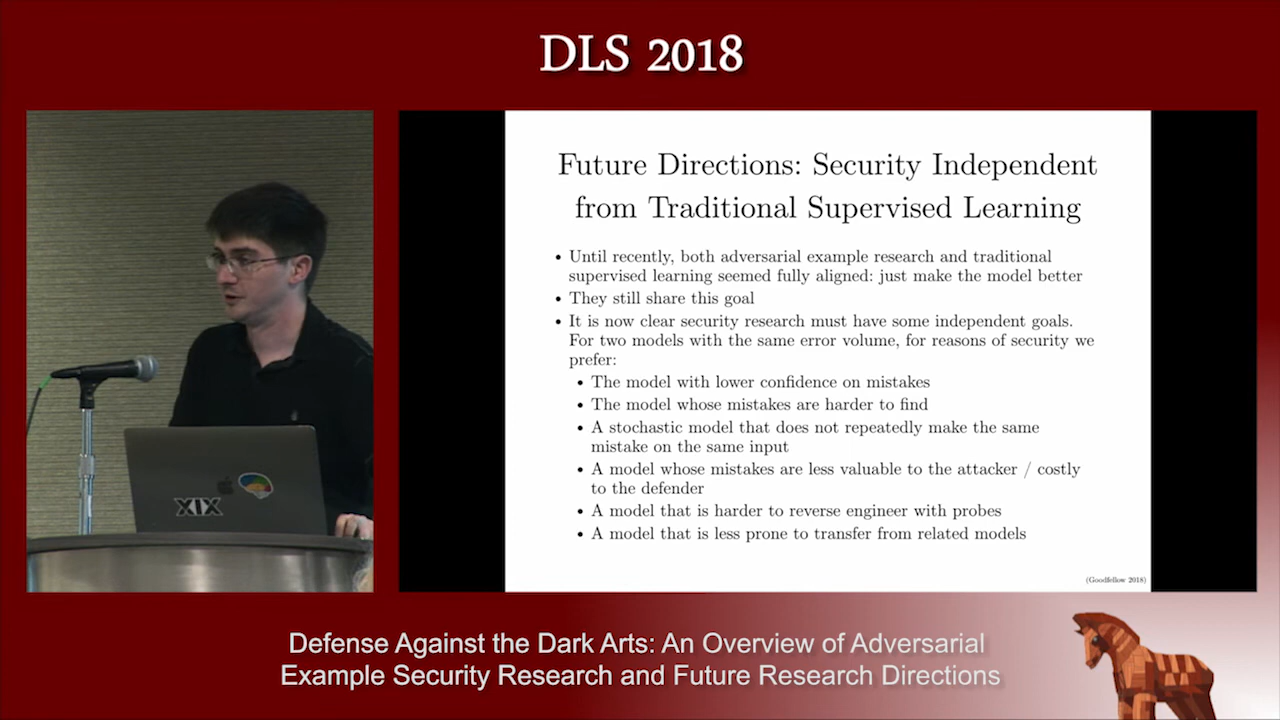 DLS 2018
Future Directions: Security Independent
from Traditional Supervised Learning
• Until recently, both adversarial example research and traditional
supervised learning seemed fully aligned: just make the model better
• They still share this goal
• It is now clear security research must have some independent goals.
For two models with the same error volume, for reasons of security we
prefer:
• The model with lower confidence on mistakes
• The model whose mistakes are harder to find
• A stochastic model that does not repeatedly make the same
mistake on the same input
• A model whose mistakes are less valuable to the attacker / costly
to the defender
• A model that is harder to reverse engineer with probes
• A model that is less prone to transfer from related models
(Goodfellow 2018)
XIX
Defense Against the Dark Arts: An Overview of Adversarial
Example Security Research and Future Research Directions